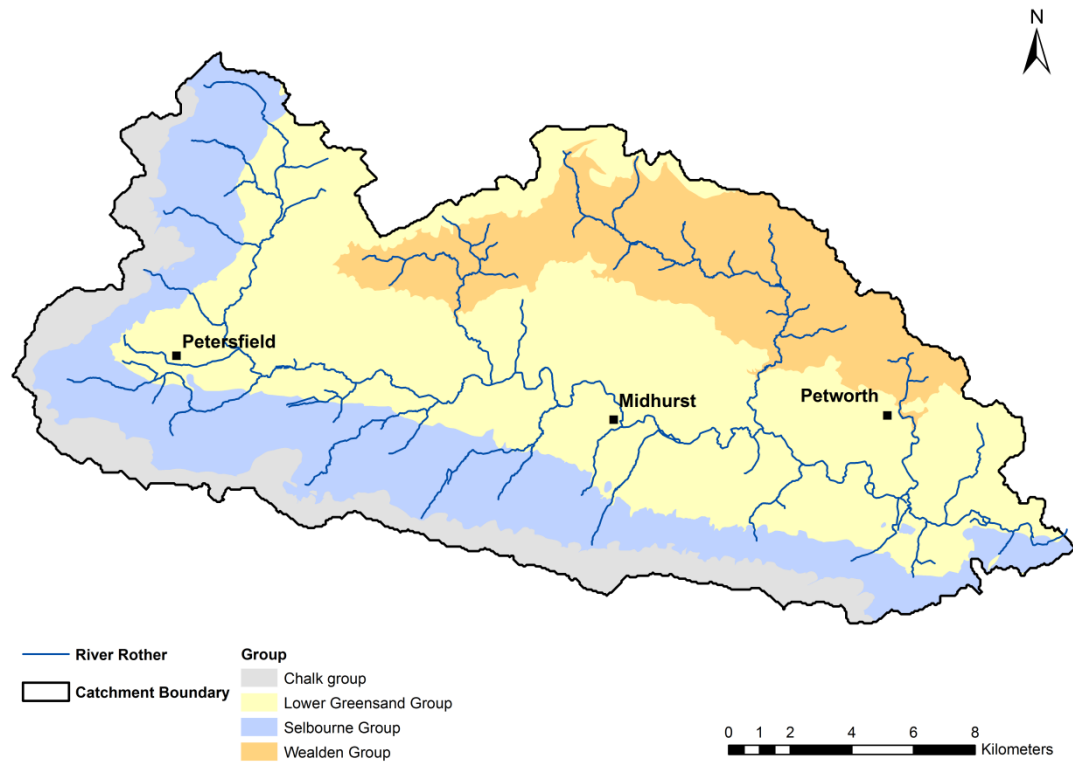 N
Petersfield
Midhurst
Petworth
River Rother
Catchment Boundary
Group
Chalk group
Lower Greensand Group
Selbourne Group
Wealden Group
0 1 2 4 6 8
Kilometers